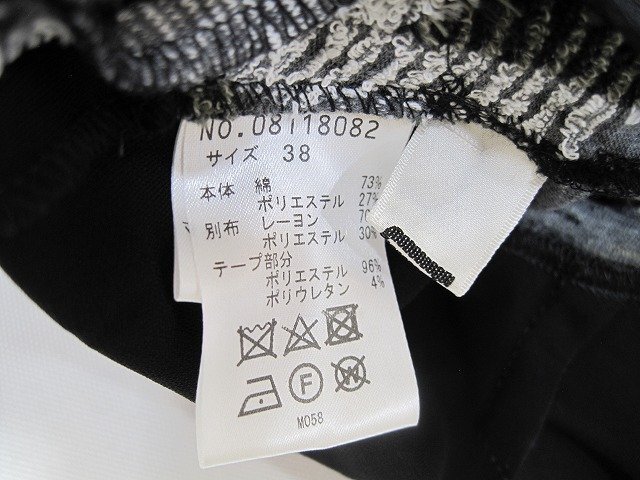 NO.08118082
サイズ 38
本体 綿 73%
ポリエステル 27%
別布 レーヨン 70
ポリエステル 30%
テープ部分
ポリエステル 96%
ポリウレタン 4%
F W
M058